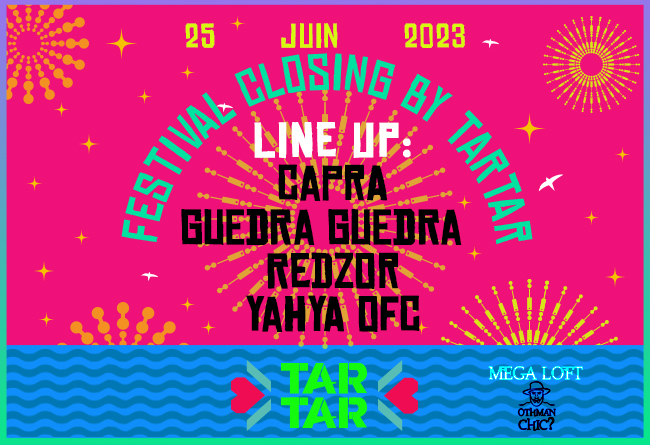 25 JUIN 2023
FESTIVAL CLOSING BY TARTAR
LINE UP:
CAPRA
GUEDRA GUEDRA
REDZOR
YAHYA OFC
TAR
TAR
MEGA LOFT
OTHMAN
CHIC?